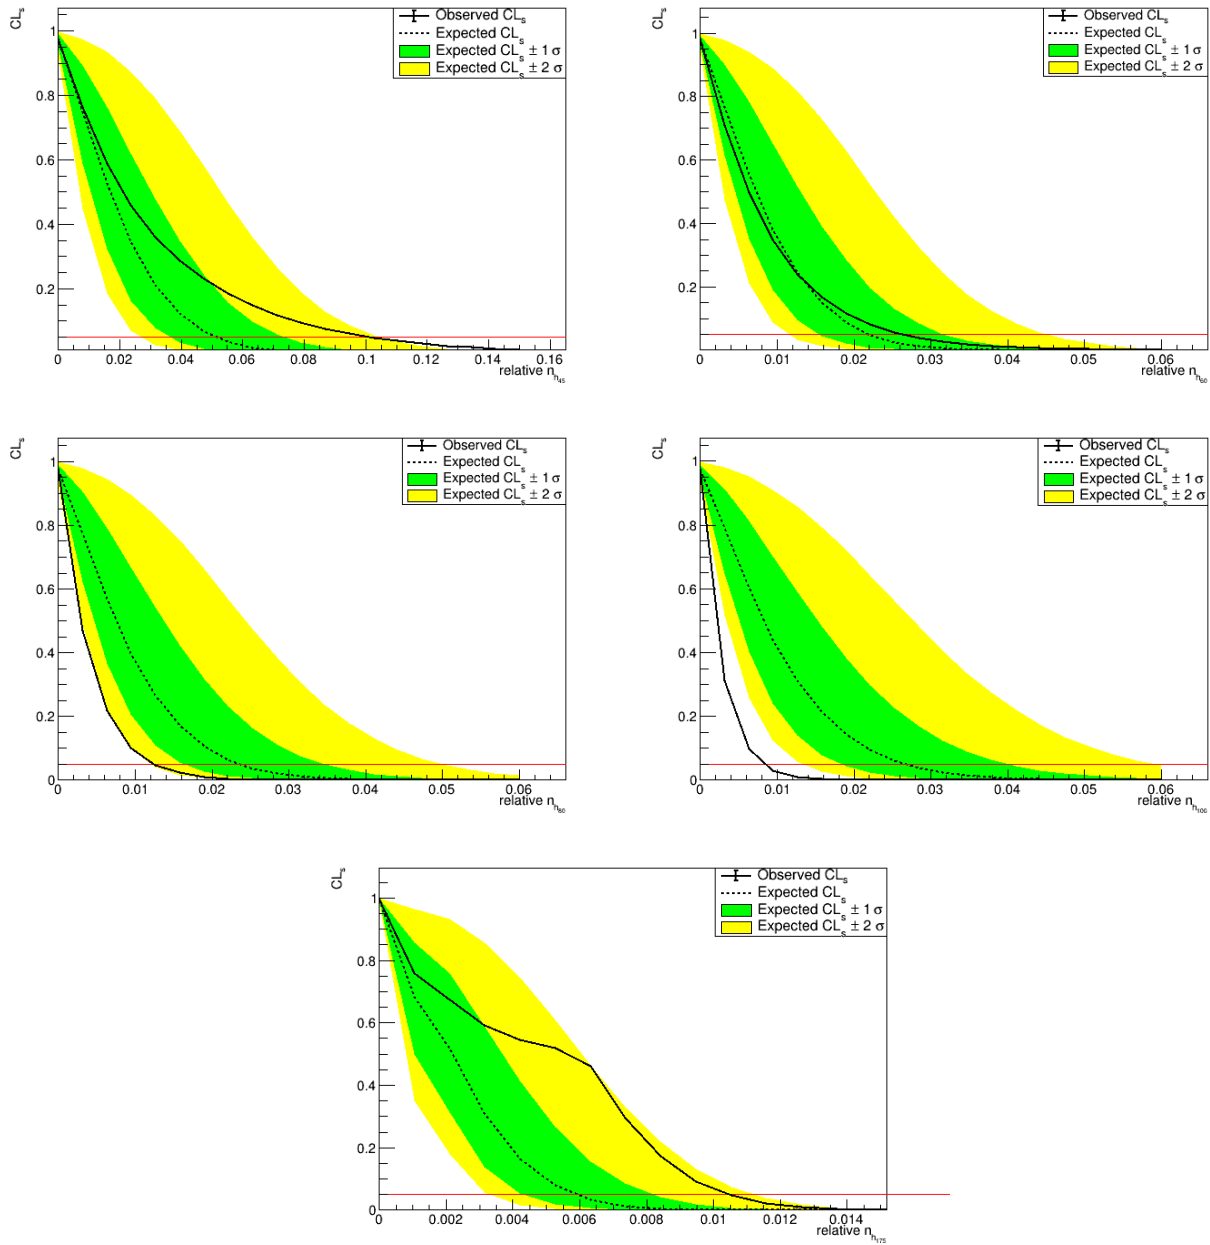 CLs
Observed CLs
Expected CLs
Expected CLs ± 1 σ
Expected CLs ± 2 σ
1
0.8
0.6
0.4
0.2
0 0.02 0.04 0.06 0.08 0.1 0.12 0.14 0.16
relative n_h45
CLs
Observed CLs
Expected CLs
Expected CLs ± 1 σ
Expected CLs ± 2 σ
1
0.8
0.6
0.4
0.2
0 0.01 0.02 0.03 0.04 0.05 0.06
relative n_h60
CLs
Observed CLs
Expected CLs
Expected CLs ± 1 σ
Expected CLs ± 2 σ
1
0.8
0.6
0.4
0.2
0
0 0.01 0.02 0.03 0.04 0.05 0.06
relative n_h80
CLs
Observed CLs
Expected CLs
Expected CLs ± 1 σ
Expected CLs ± 2 σ
1
0.8
0.6
0.4
0.2
0
0 0.01 0.02 0.03 0.04 0.05 0.06
relative n_h100
CLs
Observed CLs
Expected CLs
Expected CLs ± 1 σ
Expected CLs ± 2 σ
1
0.8
0.6
0.4
0.2
0
0 0.002 0.004 0.006 0.008 0.01 0.012 0.014
relative n_h175